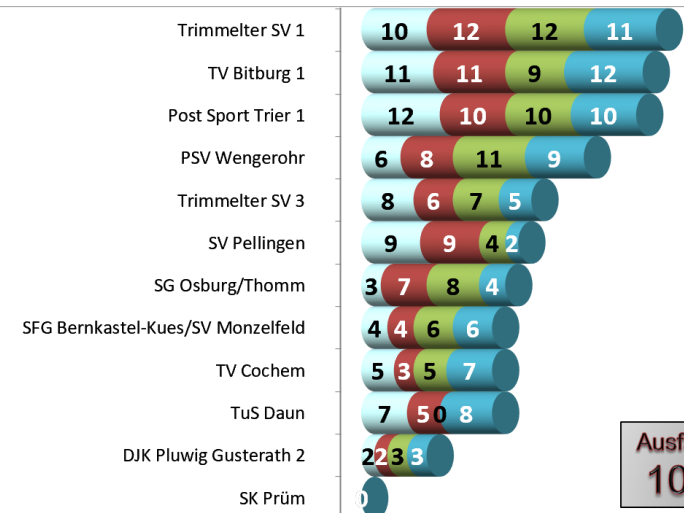 Trimmelter SV 1 10 12 12 11
TV Bitburg 1 11 11 9 12
Post Sport Trier 1 12 10 10 10
PSV Wengerohr 6 8 11 9
Trimmelter SV 3 8 6 7 5
SV Pellingen 9 9 4 2
SG Osburg/Thomm 3 7 8 4
SFG Bernkastel-Kues/SV Monzelfeld 4 4 6 6
TV Cochem 5 3 5 7
TuS Daun 7 5 0 8
DJK Pluwig Gusterath 2 2 2 3 3
SK Prüm 0
Ausf
10